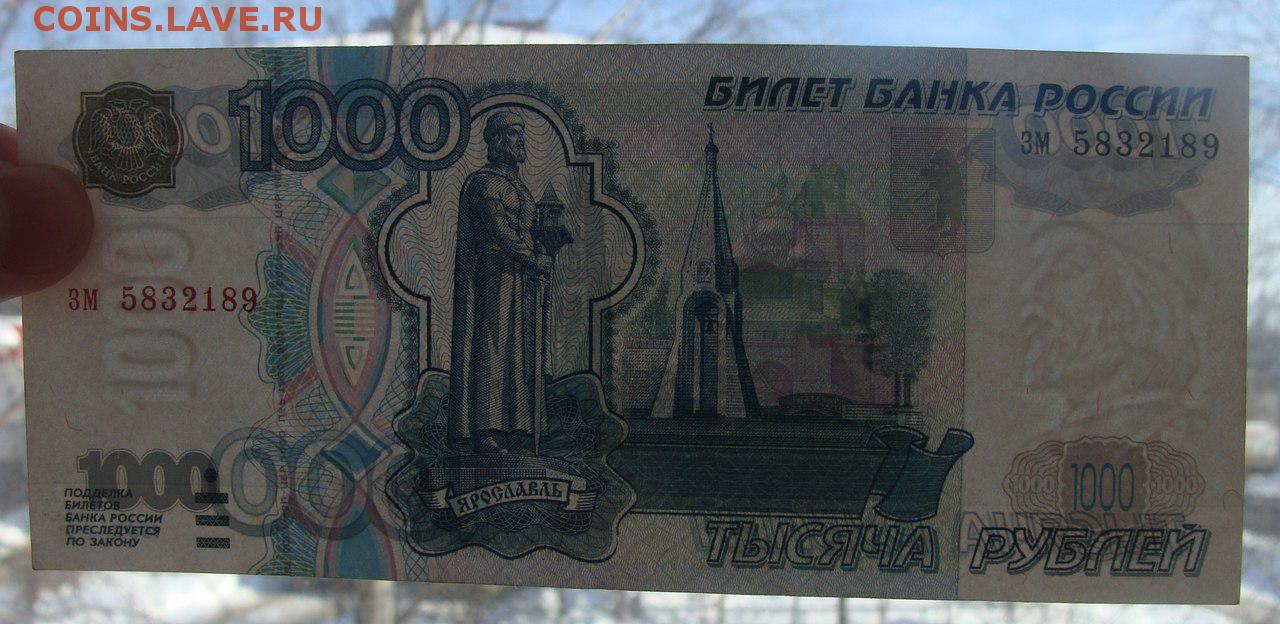 COINS.LAVE.RU
1000
БИЛЕТ БАНКА РОССИИ
БАНК РОССИИ
ЗМ 5832189
1000
ЗМ 5832189
1000
ПОДДЕЛКА
БИЛЕТОВ
БАНКА РОССИИ
ПРЕСЛЕДУЕТСЯ
ПО ЗАКОНУ
ЯРОСЛАВЛЬ
1000 1000 1000
ТЫСЯЧА РУБЛЕЙ